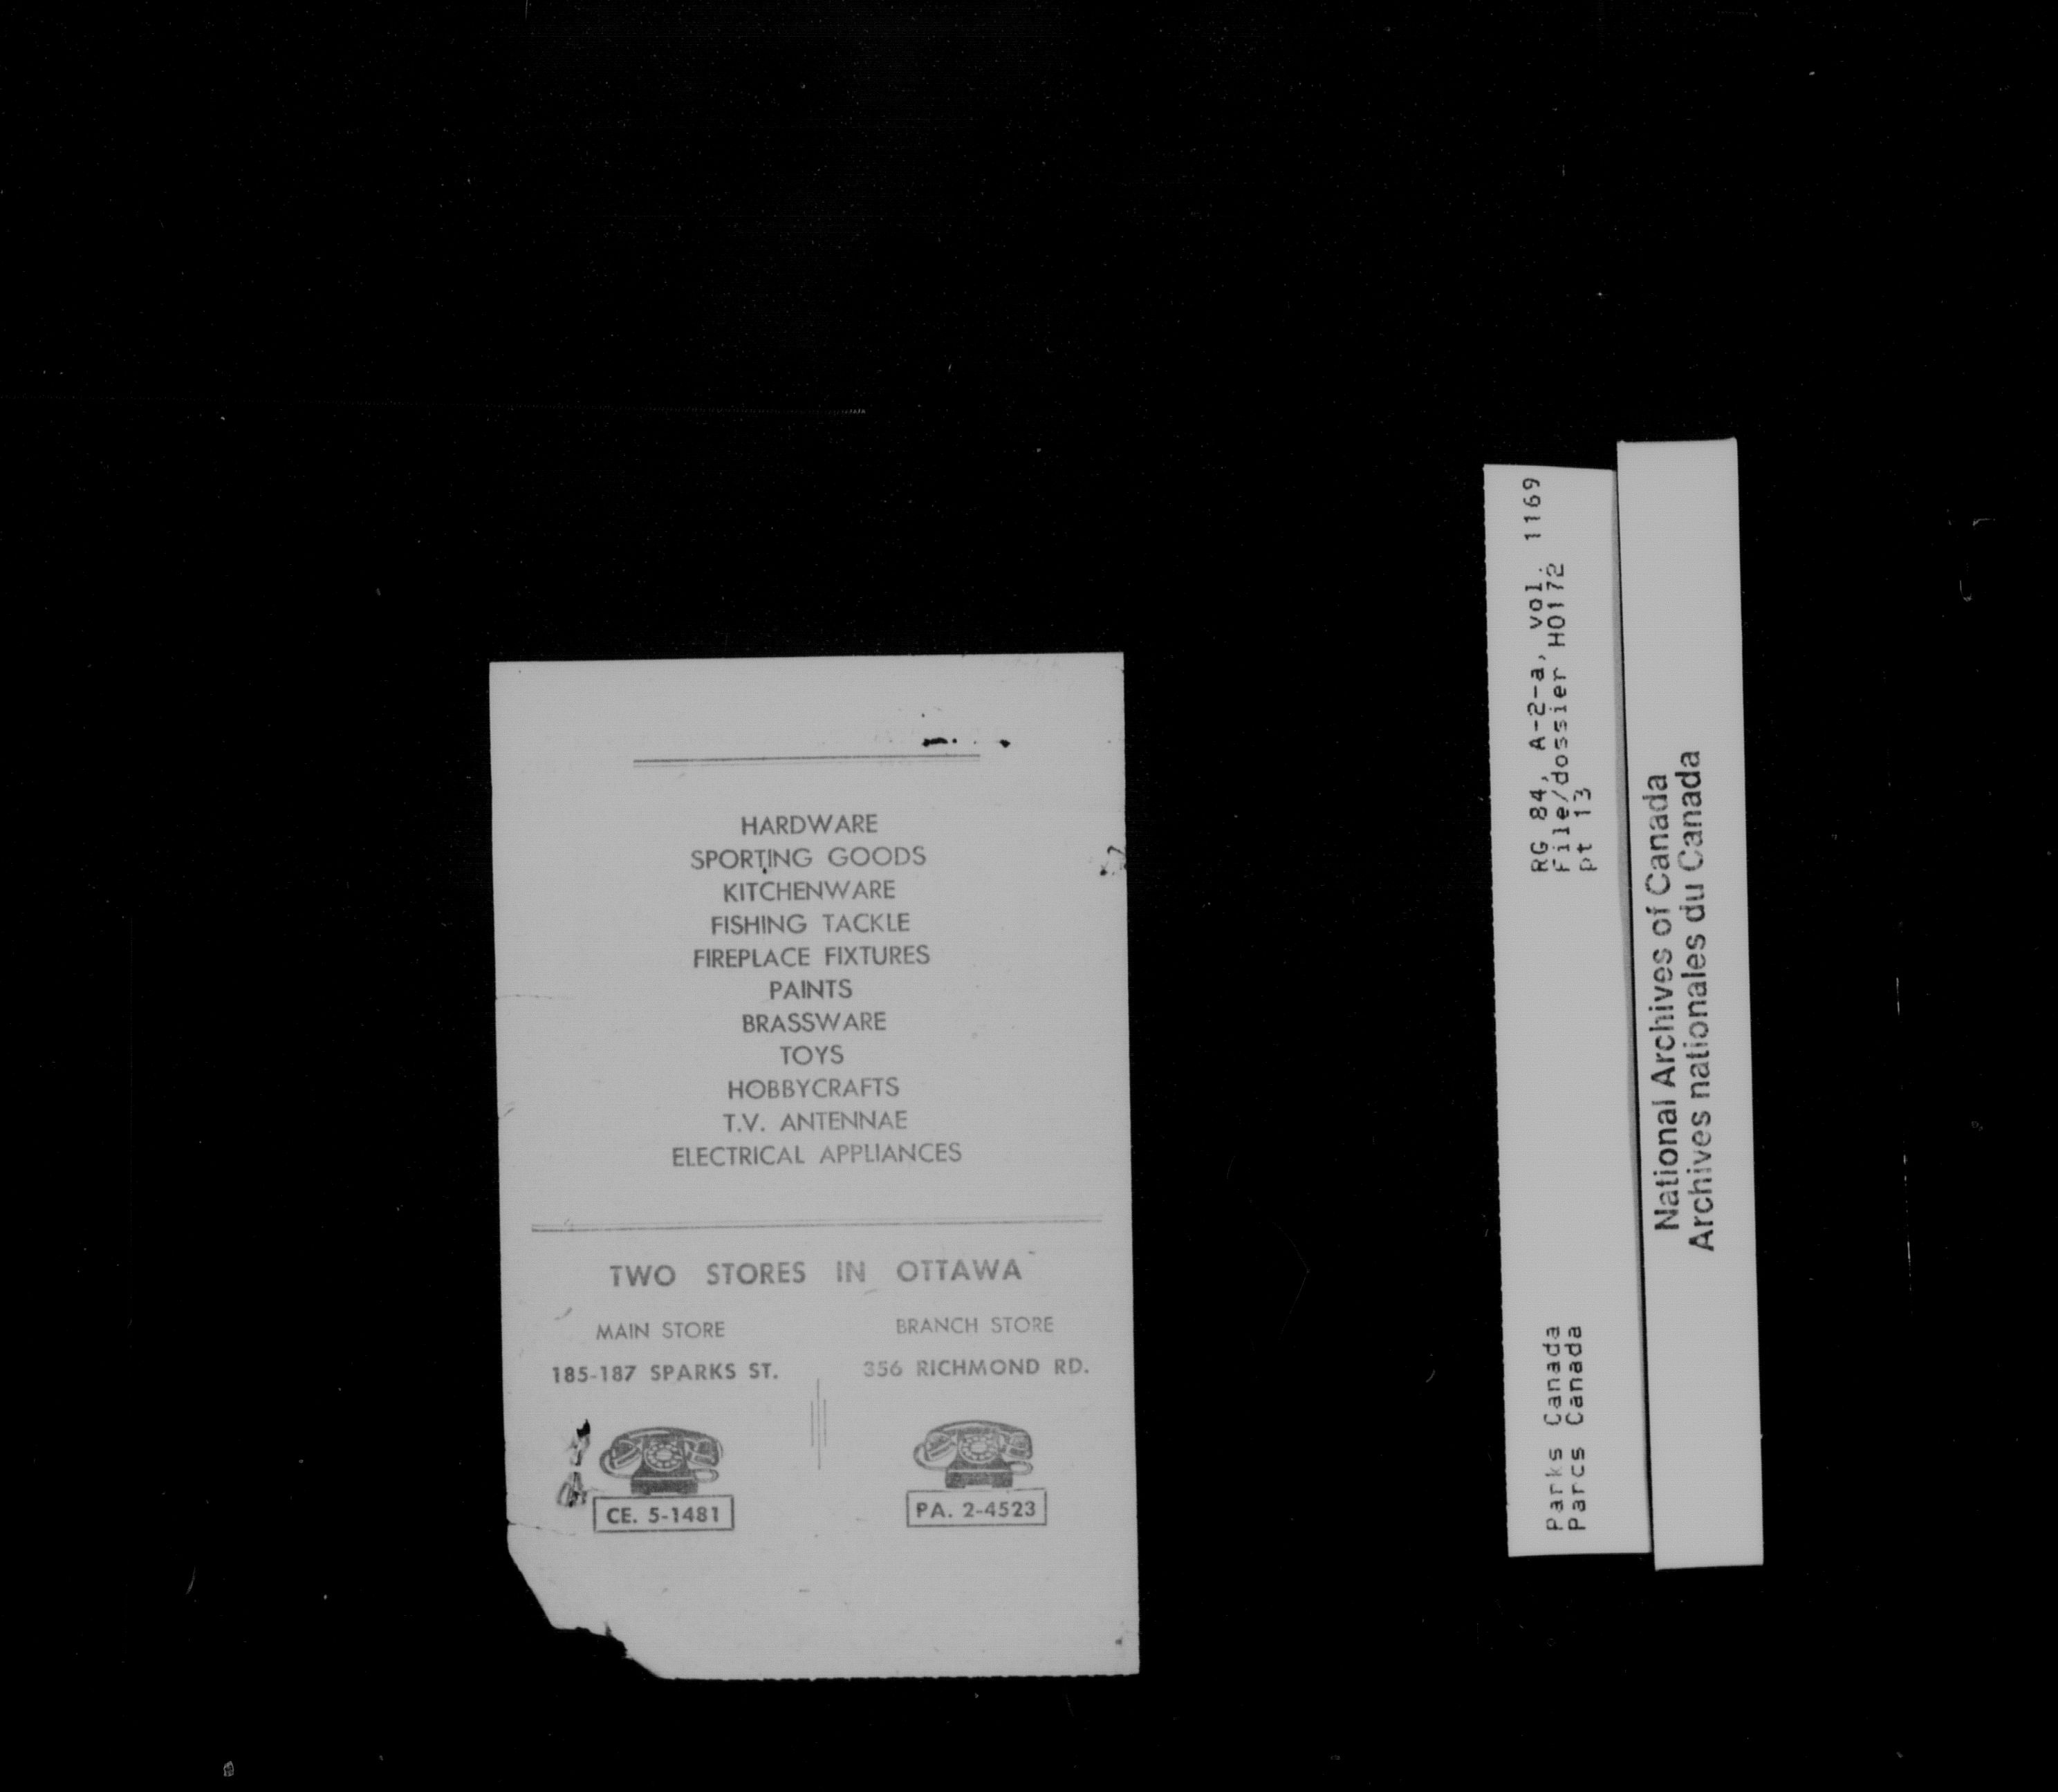 HARDWARE
SPORTING GOODS
KITCHENWARE
FISHING TACKLE
FIREPLACE FIXTURES
PAINTS
BRASSWARE
TOYS
HOBBYCRAFTS
T.V. ANTENNAE
ELECTRICAL APPLIANCES
TWO STORES IN OTTAWA
MAIN STORE
185-187 SPARKS ST.
CE. 5-1481
BRANCH STORE
356 RICHMOND RD.
PA. 2-4523
RG 84, A-2-a, vol. 1169
File/dossier H0172
pt 13
Parks Canada
Parcs Canada
National Archives of Canada
Archives nationales du Canada